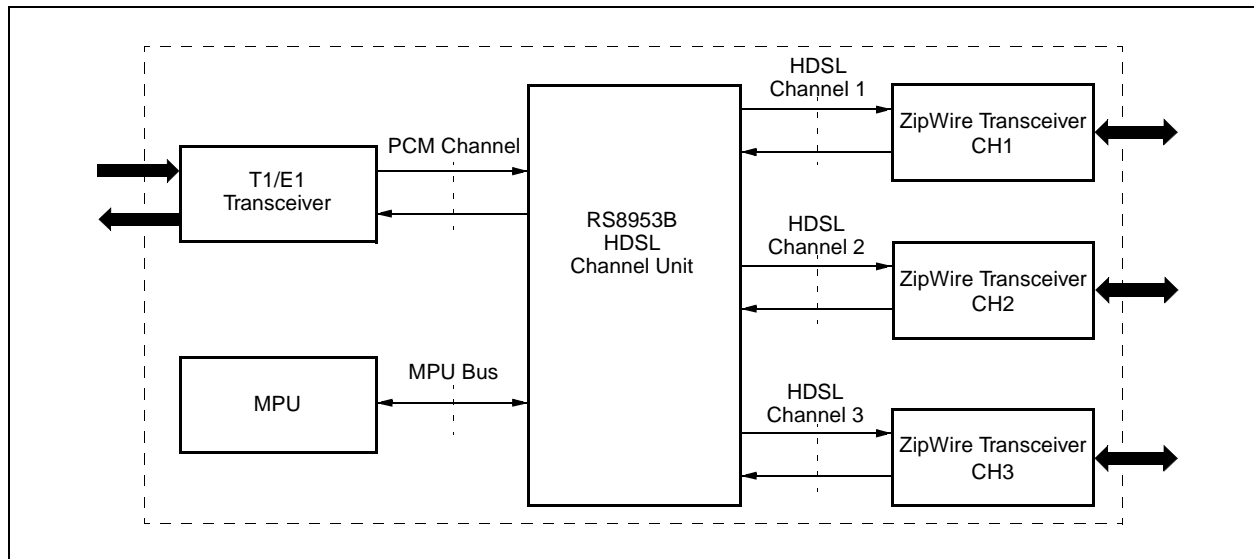 HDSL
Channel 1
ZipWire Transceiver
CH1
PCM Channel
T1/E1
Transceiver
RS8953B
HDSL
Channel Unit
HDSL
Channel 2
ZipWire Transceiver
CH2
MPU Bus
MPU
HDSL
Channel 3
ZipWire Transceiver
CH3